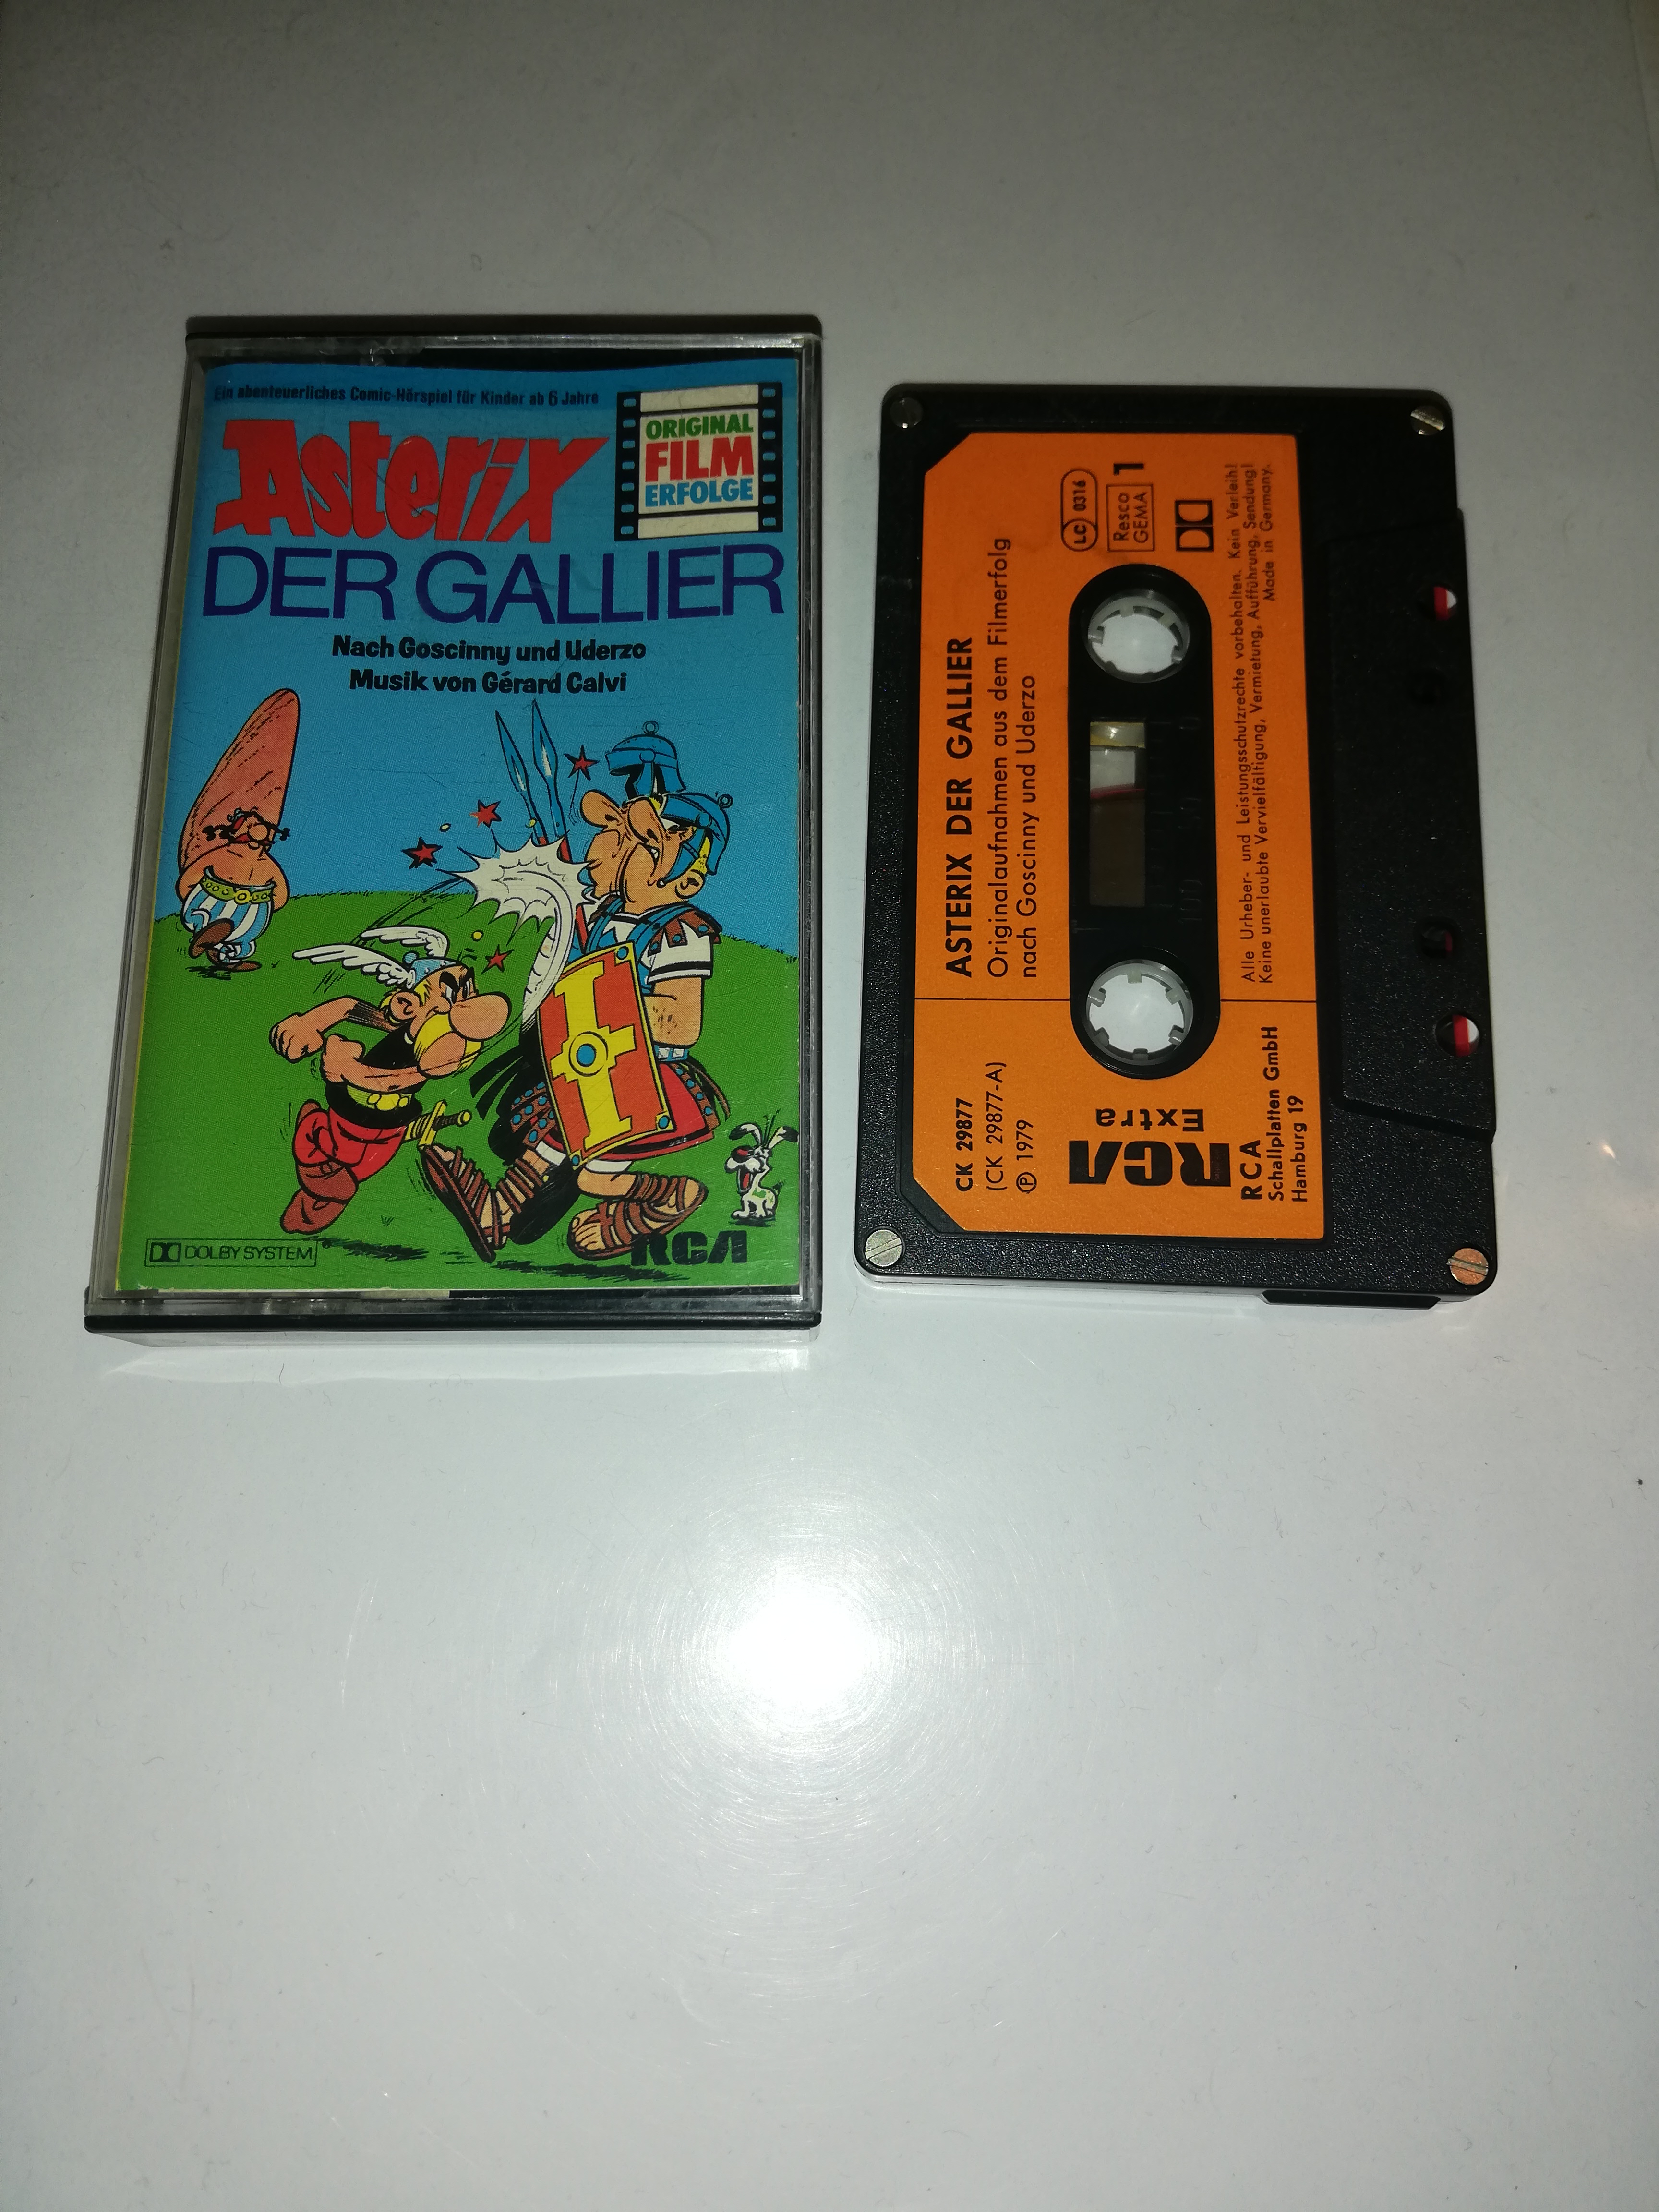 Ein abenteuerliches Comic-Hörspiel für Kinder ab 6 Jahre
Asterix
ORIGINAL
FILM
ERFOLGE
DER GALLIER
Nach Goscinny und Uderzo
Musik von Gérard Calvi
DOLBY SYSTEM®
RCA
ASTERIX DER GALLIER
Originalaufnahmen aus dem Filmerfolg
nach Goscinny und Uderzo
CK 29877
(CK 29877-A)
℗ 1979
LC 0316
Resco
GEMA
1
RCA
Extra
Alle Urheber- und Leistungsschutzrechte vorbehalten. Kein Verleih!
Keine unerlaubte Vervielfältigung, Vermietung, Aufführung, Sendung!
Made in Germany.
RCA
Schallplatten GmbH
Hamburg 19